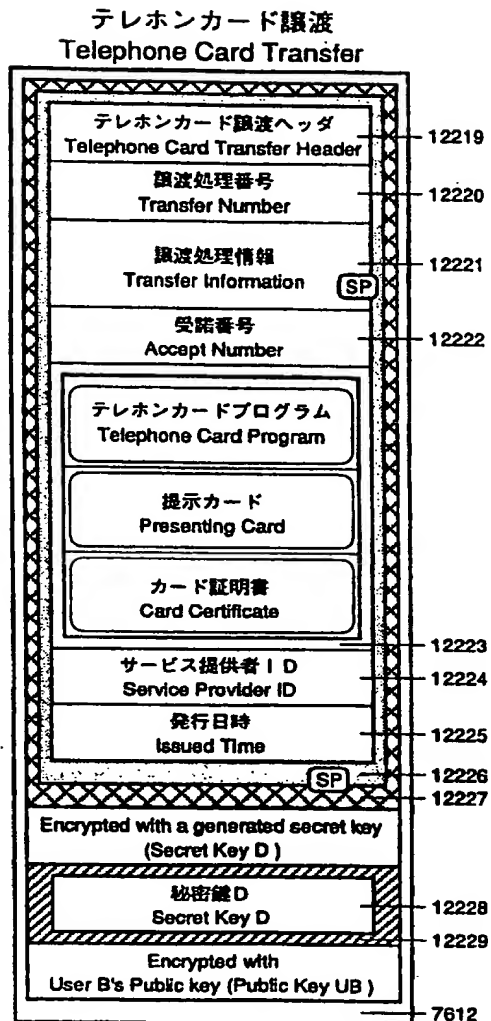 テレホンカード譲渡
Telephone Card Transfer
テレホンカード譲渡ヘッダ
Telephone Card Transfer Header
12219
譲渡処理番号
Transfer Number
12220
譲渡処理情報
Transfer Information
SP
12221
受諾番号
Accept Number
12222
テレホンカードプログラム
Telephone Card Program
提示カード
Presenting Card
カード証明書
Card Certificate
12223
サービス提供者ID
Service Provider ID
12224
発行日時
Issued Time
12225
SP
12226
12227
Encrypted with a generated secret key
(Secret Key D )
秘密鍵D
Secret Key D
12228
12229
Encrypted with
User B's Public key (Public Key UB )
7612